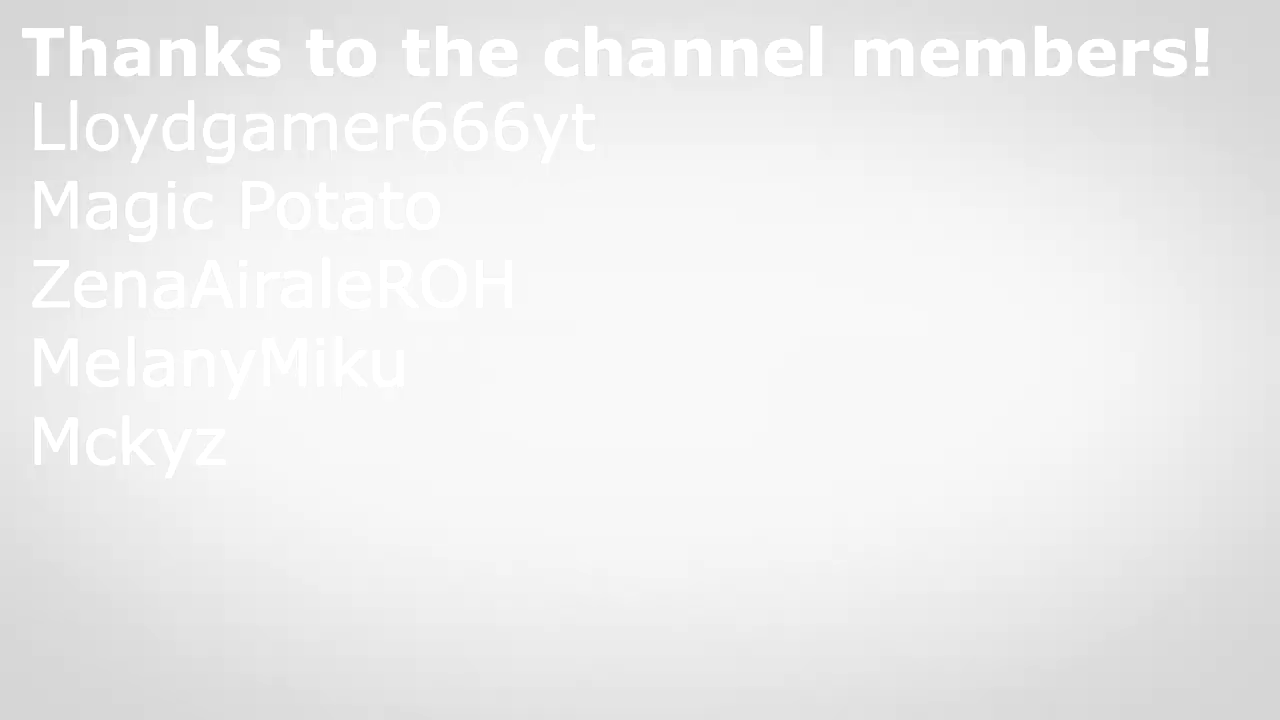 Thanks to the channel members!
Lloydgamer666yt
Magic Potato
ZenaAiraleROH
MelanyMiku
Mckyz